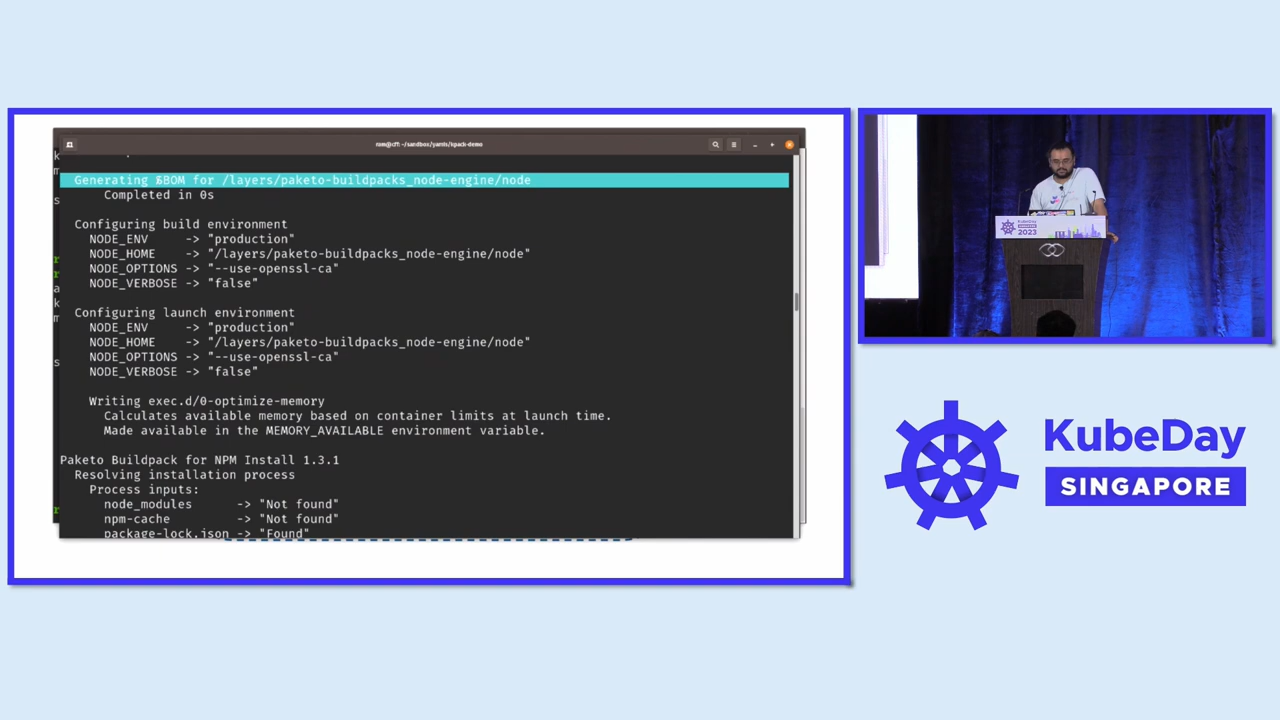 Generating SBOM for /layers/paketo-buildpacks_node-engine/node
Completed in 0s
Configuring build environment
NODE_ENV -> "production"
NODE_HOME -> "/layers/paketo-buildpacks_node-engine/node"
NODE_OPTIONS -> "--use-openssl-ca"
NODE_VERBOSE -> "false"
Configuring launch environment
NODE_ENV -> "production"
NODE_HOME -> "/layers/paketo-buildpacks_node-engine/node"
NODE_OPTIONS -> "--use-openssl-ca"
NODE_VERBOSE -> "false"
Writing exec.d/0-optimize-memory
Calculates available memory based on container limits at launch time.
Made available in the MEMORY_AVAILABLE environment variable.
Paketo Buildpack for NPM Install 1.3.1
Resolving installation process
Process inputs:
node_modules -> "Not found"
npm-cache -> "Not found"
package-lock.json -> "Found"
2023
KubeDay
SINGAPORE